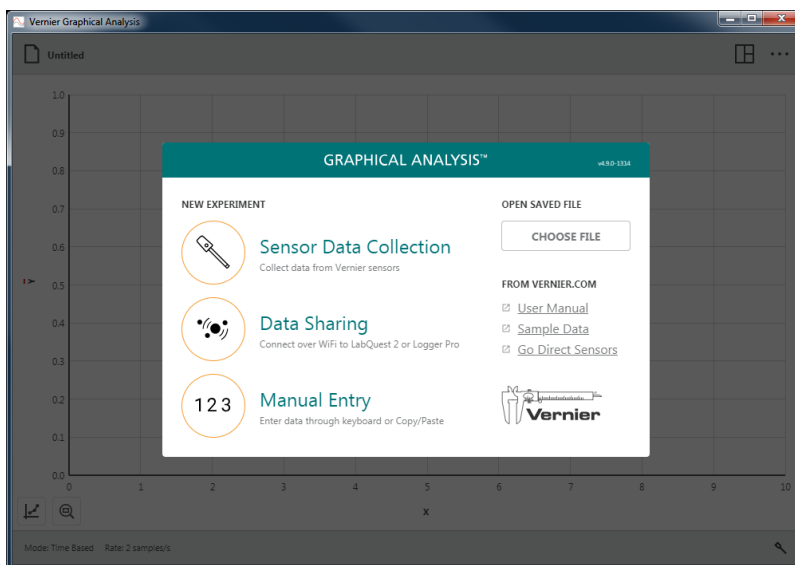 Vernier Graphical Analysis
Untitled
GRAPHICAL ANALYSIS™
v4.9.0-1314
NEW EXPERIMENT
Sensor Data Collection
Collect data from Vernier sensors
Data Sharing
Connect over WiFi to LabQuest 2 or Logger Pro
123
Manual Entry
Enter data through keyboard or Copy/Paste
OPEN SAVED FILE
CHOOSE FILE
FROM VERNIER.COM
User Manual
Sample Data
Go Direct Sensors
Vernier
1.0
0.9
0.8
0.7
0.6
0.5
0.4
0.3
0.2
0.1
0.0
Y
0 1 2 3 4 5 6 7 8 9 10
X
Mode: Time Based Rate: 2 samples/s